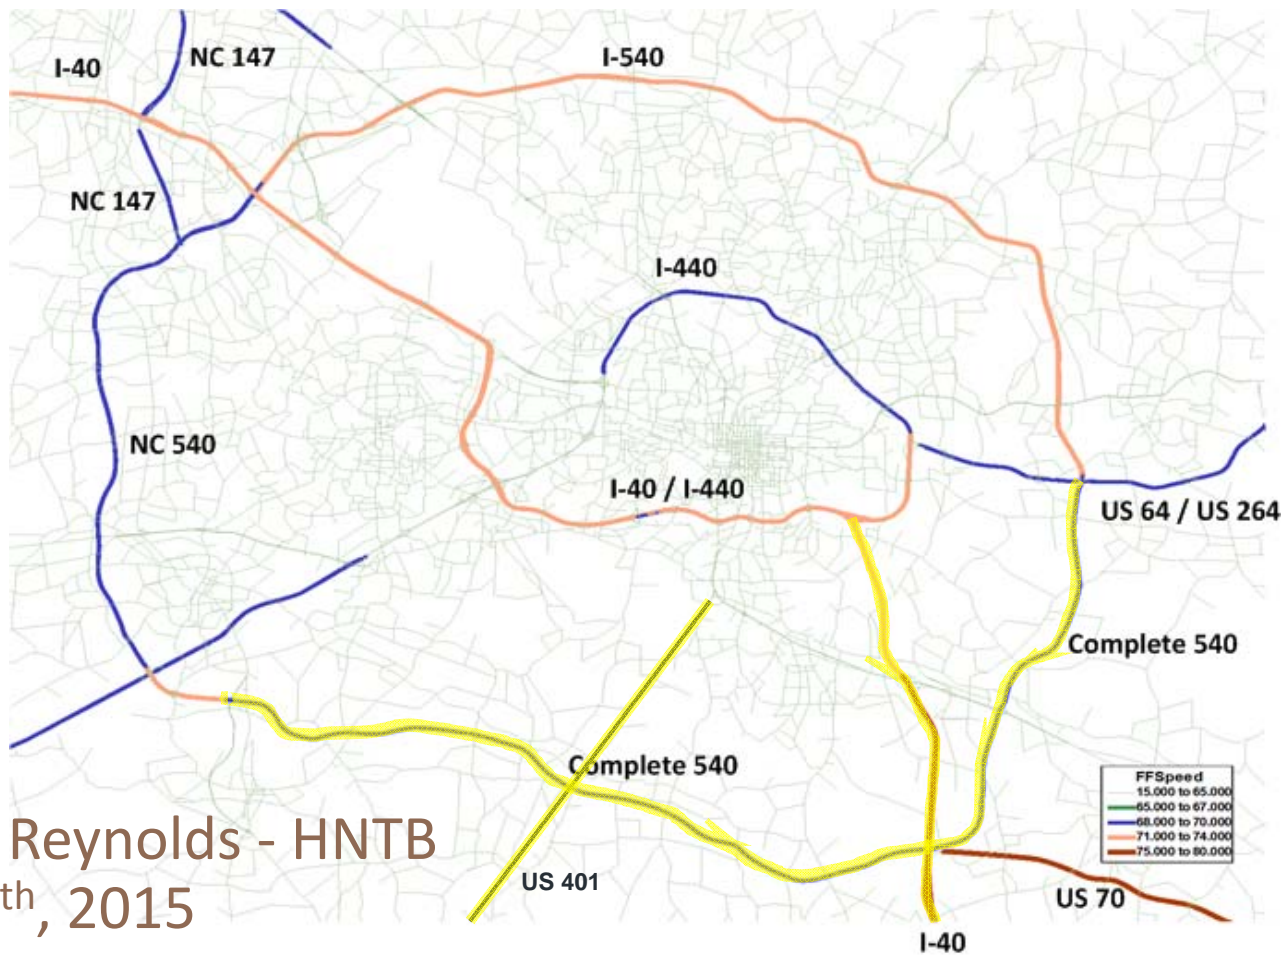 NC 147
I-40
I-540
NC 147
I-440
NC 540
I-40 / I-440
US 64 / US 264
Complete 540
Complete 540
FFSpeed
15.000 to 65.000
65.000 to 67.000
68.000 to 70.000
71.000 to 74.000
75.000 to 80.000
Reynolds - HNTB
US 401
US 70
th, 2015
I-40